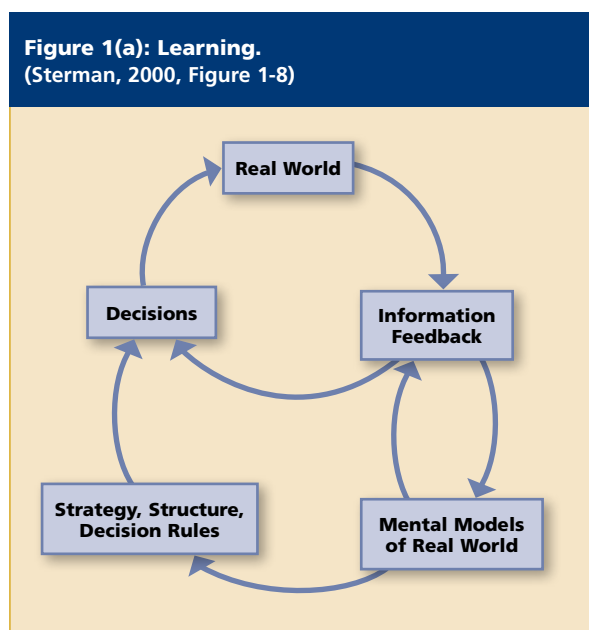 Figure 1(a): Learning.
(Sterman, 2000, Figure 1-8)
Real World
Decisions
Information
Feedback
Strategy, Structure,
Decision Rules
Mental Models
of Real World